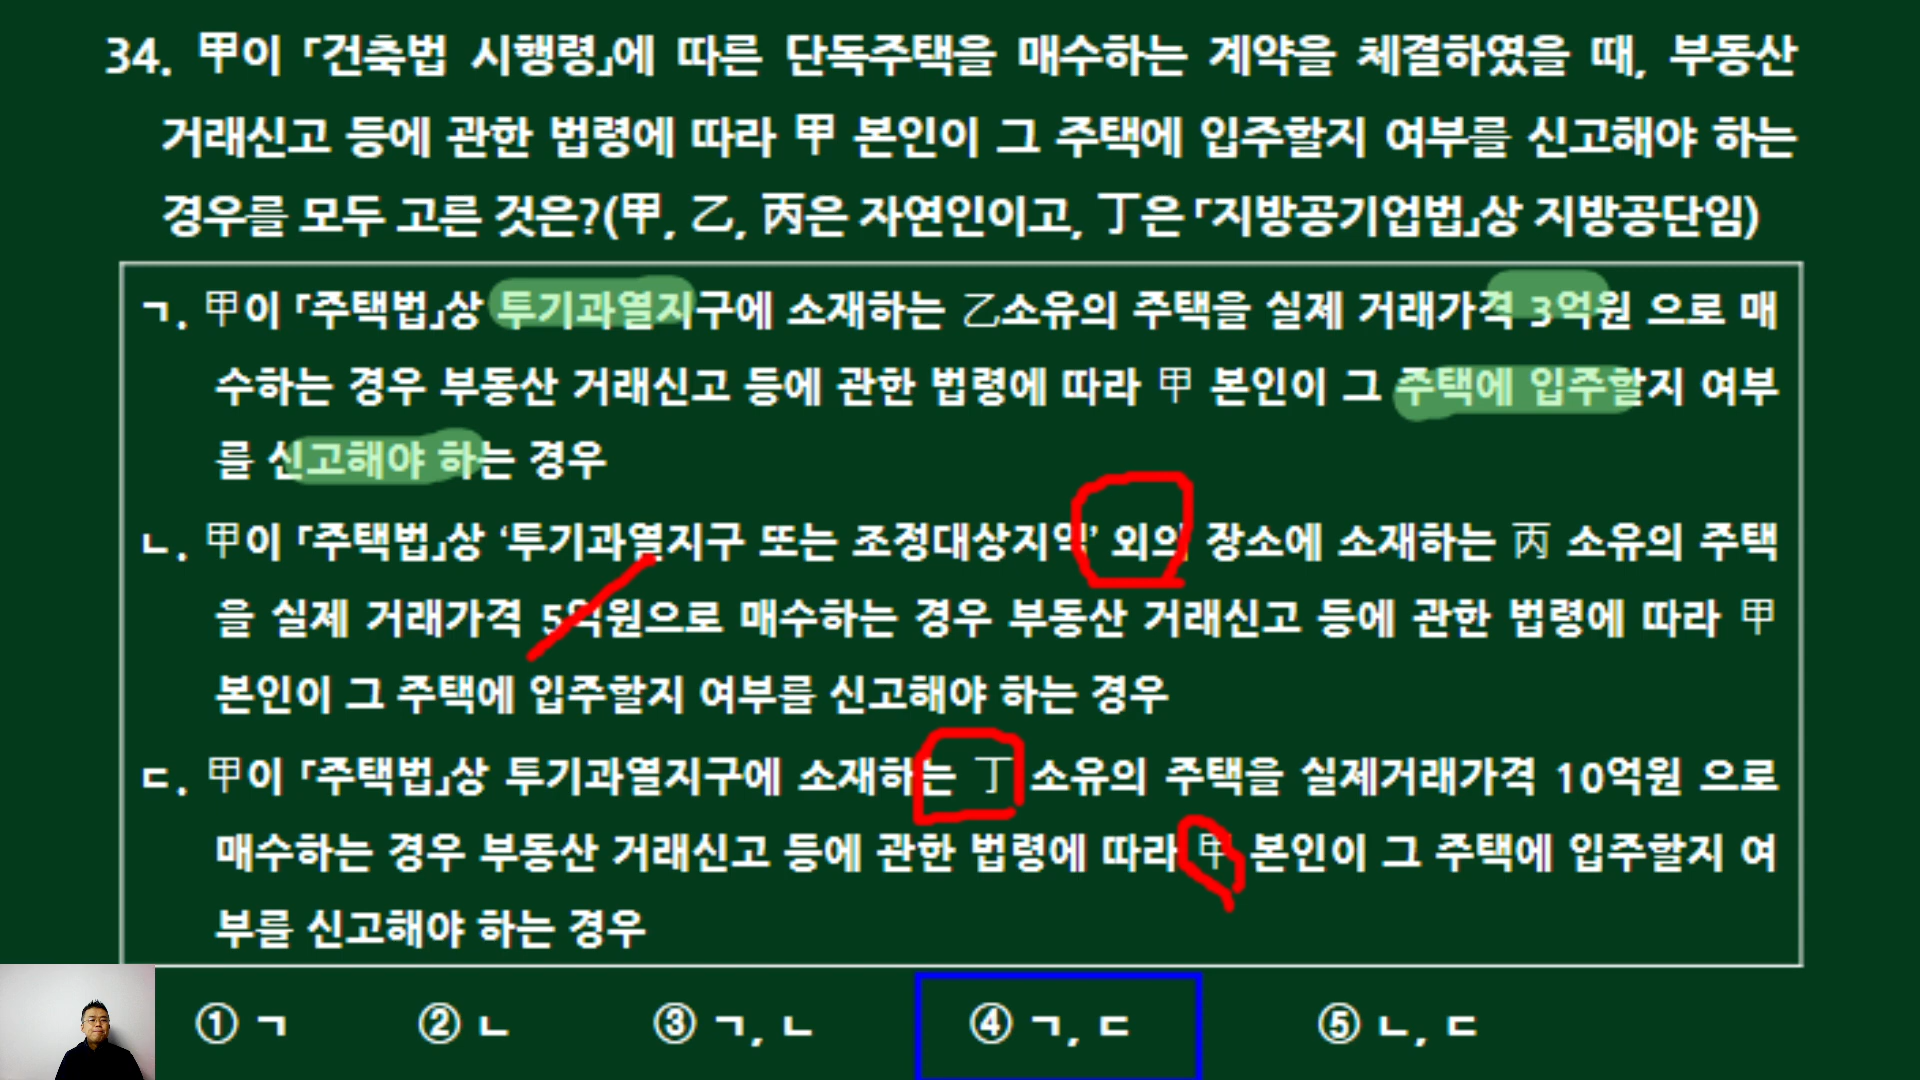 34. 甲이 「건축법 시행령」에 따른 단독주택을 매수하는 계약을 체결하였을 때, 부동산
거래신고 등에 관한 법령에 따라 甲 본인이 그 주택에 입주할지 여부를 신고해야 하는
경우를 모두 고른 것은?(甲, 乙, 丙은 자연인이고, 丁은 「지방공기업법」상 지방공단임)
ㄱ. 甲이 「주택법」상 투기과열지구에 소재하는 乙소유의 주택을 실제 거래가격 3억원 으로 매
수하는 경우 부동산 거래신고 등에 관한 법령에 따라 甲 본인이 그 주택에 입주할지 여부
를 신고해야 하는 경우
ㄴ. 甲이 「주택법」상 ‘투기과열지구 또는 조정대상지역’ 외의 장소에 소재하는 丙 소유의 주택
을 실제 거래가격 5억원으로 매수하는 경우 부동산 거래신고 등에 관한 법령에 따라 甲
본인이 그 주택에 입주할지 여부를 신고해야 하는 경우
ㄷ. 甲이 「주택법」상 투기과열지구에 소재하는 丁 소유의 주택을 실제거래가격 10억원 으로
매수하는 경우 부동산 거래신고 등에 관한 법령에 따라 甲 본인이 그 주택에 입주할지 여
부를 신고해야 하는 경우
① ㄱ ② ㄴ ③ ㄱ, ㄴ ④ ㄱ, ㄷ ⑤ ㄴ, ㄷ